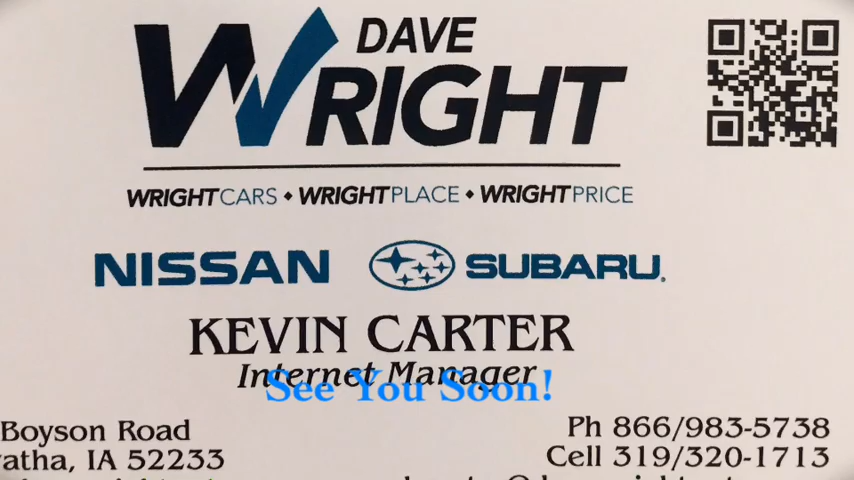 DAVE
WRIGHT
WRIGHTCARS ◆ WRIGHTPLACE ◆ WRIGHTPRICE
NISSAN SUBARU
KEVIN CARTER
Internet Manager
See You Soon!
Boyson Road
Ph 866/983-5738
atha, IA 52233
Cell 319/320-1713